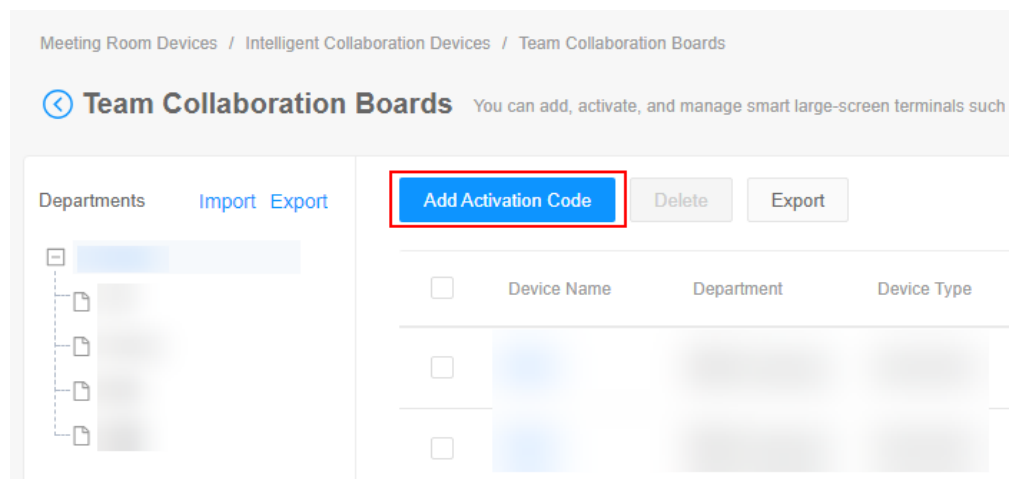 Meeting Room Devices / Intelligent Collaboration Devices / Team Collaboration Boards
Team Collaboration Boards You can add, activate, and manage smart large-screen terminals such
Departments Import Export
Add Activation Code Delete Export
Device Name Department Device Type